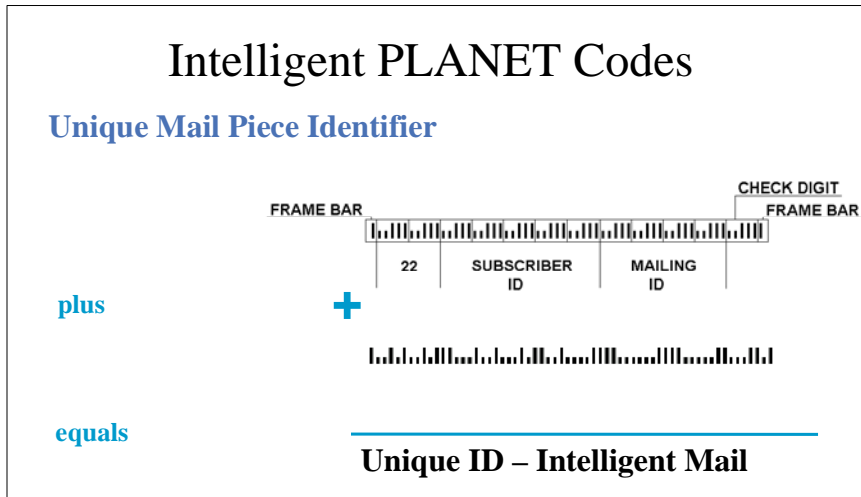 Intelligent PLANET Codes
Unique Mail Piece Identifier
CHECK DIGIT
FRAME BAR
FRAME BAR
22
SUBSCRIBER
ID
MAILING
ID
plus
+
equals
Unique ID – Intelligent Mail